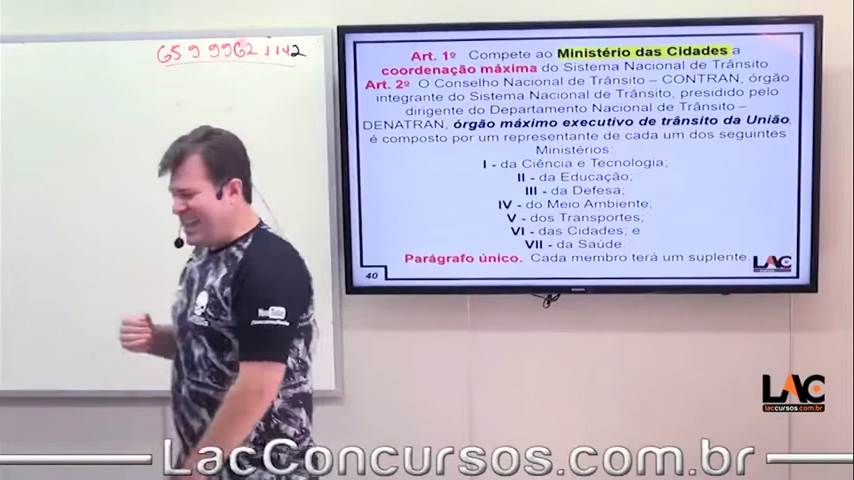 65 9 9962 1142
Art. 1º Compete ao Ministério das Cidades a
coordenação máxima do Sistema Nacional de Trânsito.
Art. 2º O Conselho Nacional de Trânsito – CONTRAN, órgão
integrante do Sistema Nacional de Trânsito, presidido pelo
dirigente do Departamento Nacional de Trânsito –
DENATRAN, órgão máximo executivo de trânsito da União,
é composto por um representante de cada um dos seguintes
Ministérios:
I - da Ciência e Tecnologia;
II - da Educação;
III - da Defesa;
IV - do Meio Ambiente;
V - dos Transportes;
VI - das Cidades; e
VII - da Saúde.
Parágrafo único. Cada membro terá um suplente.
40
LAC
YouTube
LAC
laccursos.com.br
LacConcursos.com.br